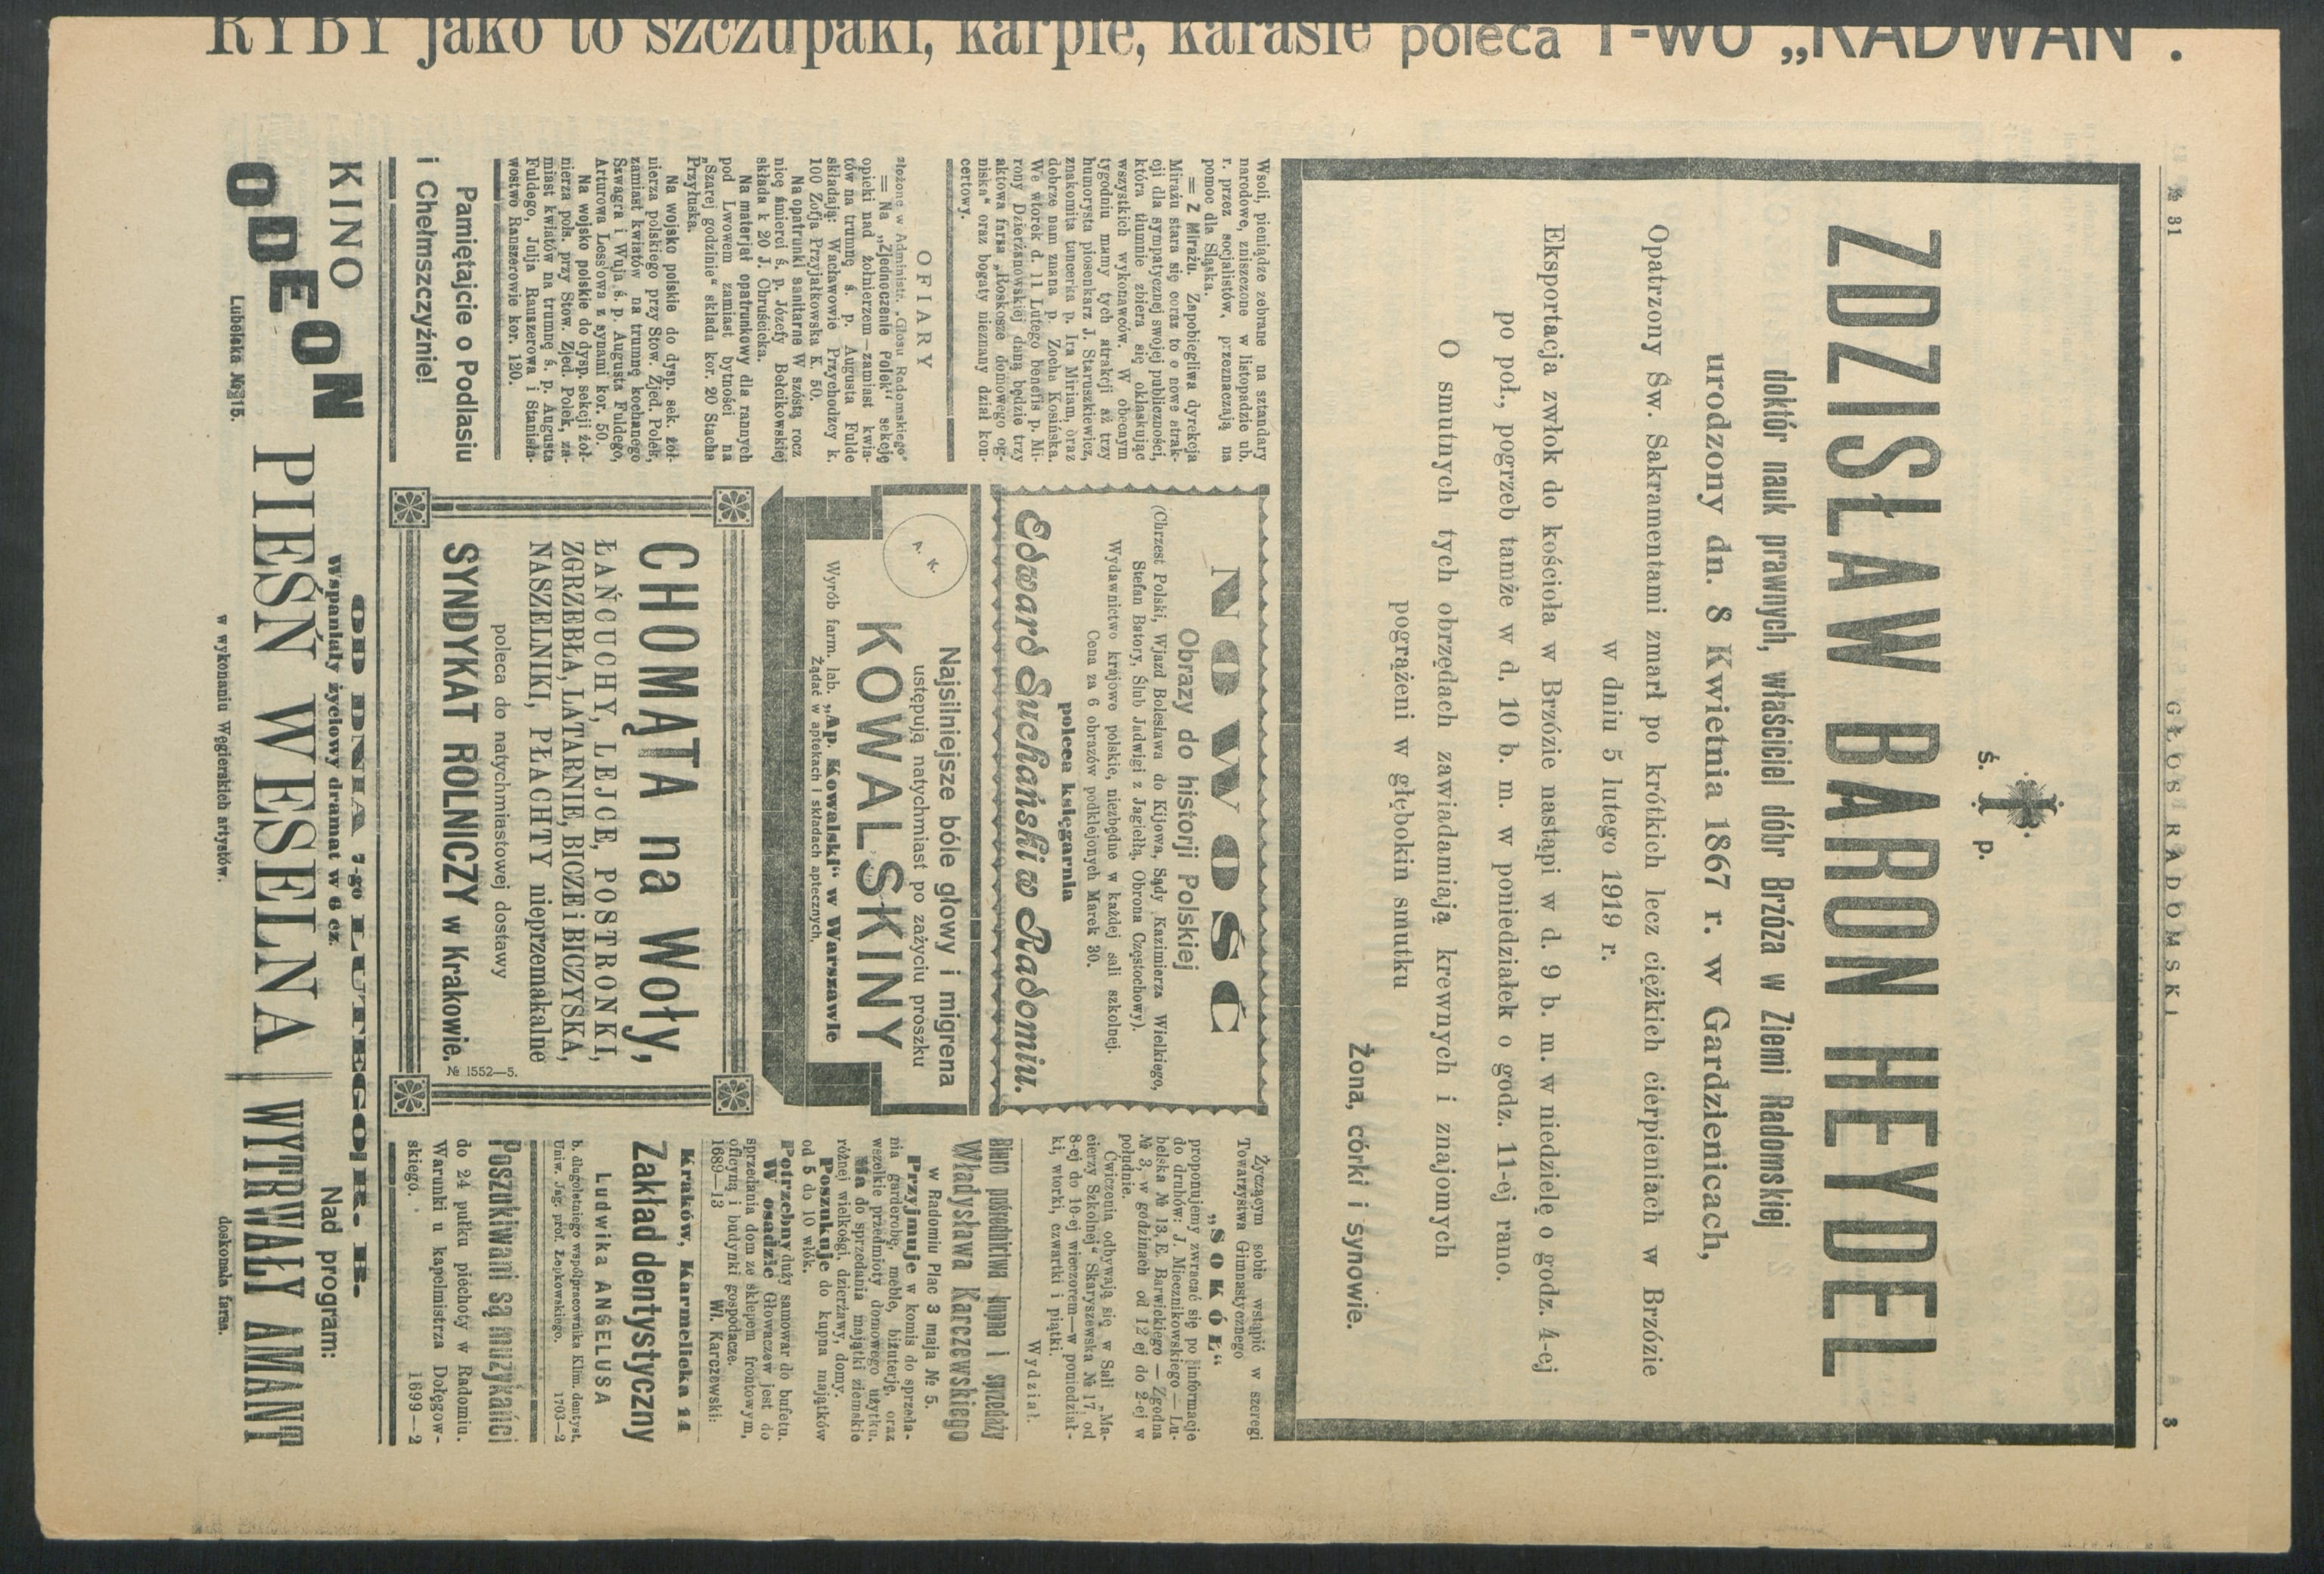 № 31
GŁOS RADOMSKI
3
Ś. † p.
ZDZISŁAW BARON HEYDEL
doktór nauk prawnych, właściciel dóbr Brzóza w Ziemi Radomskiej
urodzony dn. 8 Kwietnia 1867 r. w Gardzienicach,
Opatrzony Św. Sakramentami zmarł po krótkich lecz ciężkich cierpieniach w Brzózie
w dniu 5 lutego 1919 r.
Eksportacja zwłok do kościoła w Brzózie nastąpi w d. 9 b. m. w niedzielę o godz. 4-ej
po poł., pogrzeb tamże w d. 10 b. m. w poniedziałek o godz. 11-ej rano.
O smutnych tych obrzędach zawiadamiają krewnych i znajomych
pogrążeni w głębokin smutku
Żona, córki i synowie.
Wsoli, pieniądze zebrane na sztandary
narodowe, zniszczone w listopadzie ub.
r. przez socjalistów, przeznaczają na
pomoc dla Śląska.
= Z Mirażu. Zapobiegliwa dyrekcja
Mirażu stara się coraz to o nowe atrak-
cji dla sympatycznej swojej publiczności,
która tłumnie zbiera się oklaskując
wszystkich wykonawców. W obecnym
tygodniu mamy tych atrakcji aż trzy
humorysta piosenkarz J. Staruszkiewicz,
znakomita tancerka p. Ira Miriam, oraz
dobrze nam znana p. Zocha Kosińska.
We wtorek d. 11 Lutego benefis p. Mi-
rony Dzierżanowskiej daną będzie trzy
aktowa farsa „Roskosze domowego og-
niska" oraz bogaty nieznany dział kon-
certowy.
OFIARY
złożone w Administr. „Głosu Radomskiego"
= Na „Zjednoczenie Polek" sekcję
opieki nad żołnierzem—zamiast kwia-
tów na trumnę ś. p. Augusta Fulde
składają: Wacławowie Przychodzcy k.
100 Zofja Przyjałkowska K. 50.
Na opatrunki sanitarne W szóstą rocz
nicę śmierci ś. p. Józefy Bełcikowskiej
składa k 20 J. Chruścicka.
Na materjał opatrunkowy dla rannych
pod Lwowem zamiast bytności na
„Szarej godzinie" składa kor. 20 Stacha
Przyłuska.
Na wojsko polskie do dysp. sek. żoł-
nierza polskiego przy Stow. Zjed. Polek,
zamiast kwiatów na trumnę kochanego
Szwagra i Wuja ś. p. Augusta Fuldego,
Arturowa Less'owa z synami kor. 50.
Na wojsko polskie do dysp. sekcji żoł-
nierza pols. przy Stow. Zjed. Polek, za-
miast kwiatów na trumnę ś. p. Augusta
Fuldego, Julja Ranszerowa i Stanisła-
wostwo Ranszerowie kor. 120.
Pamiętajcie o Podlasiu
i Chełmszczyźnie!
NOWOŚĆ
Obrazy do historji Polskiej
(Chrzest Polski, Wjazd Bolesława do Kijowa, Sądy Kazimierza Wielkiego,
Stefan Batory, Ślub Jadwigi z Jagiełłą, Obrona Częstochowy).
Wydawnictwo krajowe polskie, niezbędne w każdej sali szkolnej.
Cena za 6 obrazów podklejonych Marek 30.
poleca księgarnia
Edward Suchański w Radomiu.
A. K.
Najsilniejsze bóle głowy i migrena
ustępują natychmiast po zażyciu proszku
KOWALSKINY
Wyrób farm. lab. „Ap. Kowalski" w Warszawie
Żądać w aptekach i składach aptecznych,
CHOMĄTA na Woły,
ŁAŃCUCHY, LEJCE, POSTRONKI,
ZGRZEBŁA, LATARNIE, BICZE i BICZYSKA,
NASZELNIKI, PŁACHTY nieprzemakalne
poleca do natychmiastowej dostawy
SYNDYKAT ROLNICZY w Krakowie.
№ 1552—5.
Życzącym sobie wstąpić w szeregi
Towarzystwa Gimnastycznego
„SOKÓŁ"
proponujemy zwracać się po informacje
do druhów: J. Miecznikowskiego — Lu-
belska № 13, E. Barwickiego — Zgodna
№ 3, w godzinach od 12 ej do 2-ej w
południe.
Ćwiczenia odbywają się w Sali „Ma-
cierzy Szkolnej" Skaryszewska № 17, od
8-ej do 10-ej wieczorem—w poniedział-
ki, wtorki, czwartki i piątki.
Wydział.
Biuro pośrednictwa kupna i sprzedaży
Władysława Karczewskiego
w Radomiu Plac 3 maja № 5.
Przyjmuje w komis do sprzeda-
nia garderobę, meble, biżuterję, oraz
wszelkie przedmioty domowego użytku.
Ma do sprzedania majątki ziemskie
różnej wielkości, dzierżawy, domy.
Poszukuje do kupna majątków
od 5 do 10 włók.
Potrzebny duży samowar do bufetu.
W osadzie Głowaczew jest do
sprzedania dom ze sklepem frontowym,
oficyną i budynki gospodacze.
1689—13 Wł. Karczewski.
Kraków, Karmelicka 14
Zakład dentystyczny
Ludwika ANGELUSA
b. długoletniego współpracownika Klin. dentyst.
Uniw. Jag. prof. Łepkowskiego. 1703—2
Poszukiwani są muzykańci
do 24 pułku piechoty w Radomiu.
Warunki u kapelmistrza Dołęgow-
skiego. 1699—2
KINO
ODEON
Lubelska № 15.
OD DNIA 7-go LUTEGO R. B.
Wspaniały życiowy dramat w 6 cz.
PIEŚŃ WESELNA
w wykonaniu Węgierskich artystów.
Nad program:
WYTRWAŁY AMANT
doskonała farsa.
RYBY jako to szczupaki, karpie, karasie poleca T-wo „RADWAN".